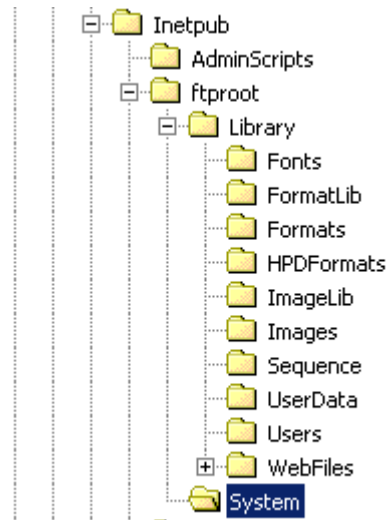 Inetpub
AdminScripts
ftproot
Library
Fonts
FormatLib
Formats
HPDFormats
ImageLib
Images
Sequence
UserData
Users
WebFiles
System